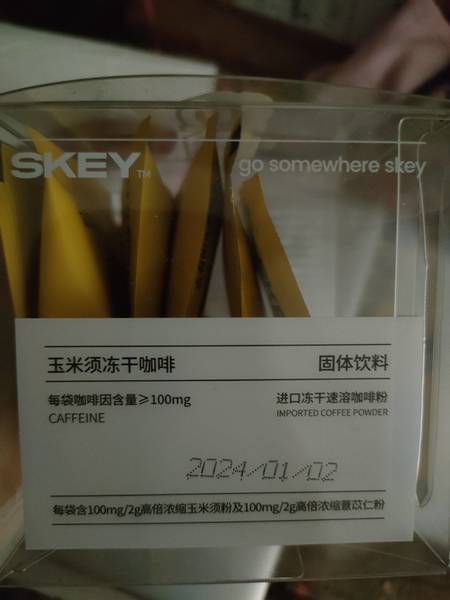 SKEY™ go somewhere skey
玉米须冻干咖啡 固体饮料
每袋咖啡因含量≥100mg 进口冻干速溶咖啡粉
CAFFEINE IMPORTED COFFEE POWDER
2024/01/02
每袋含100mg/2g高倍浓缩玉米须粉及100mg/2g高倍浓缩薏苡仁粉